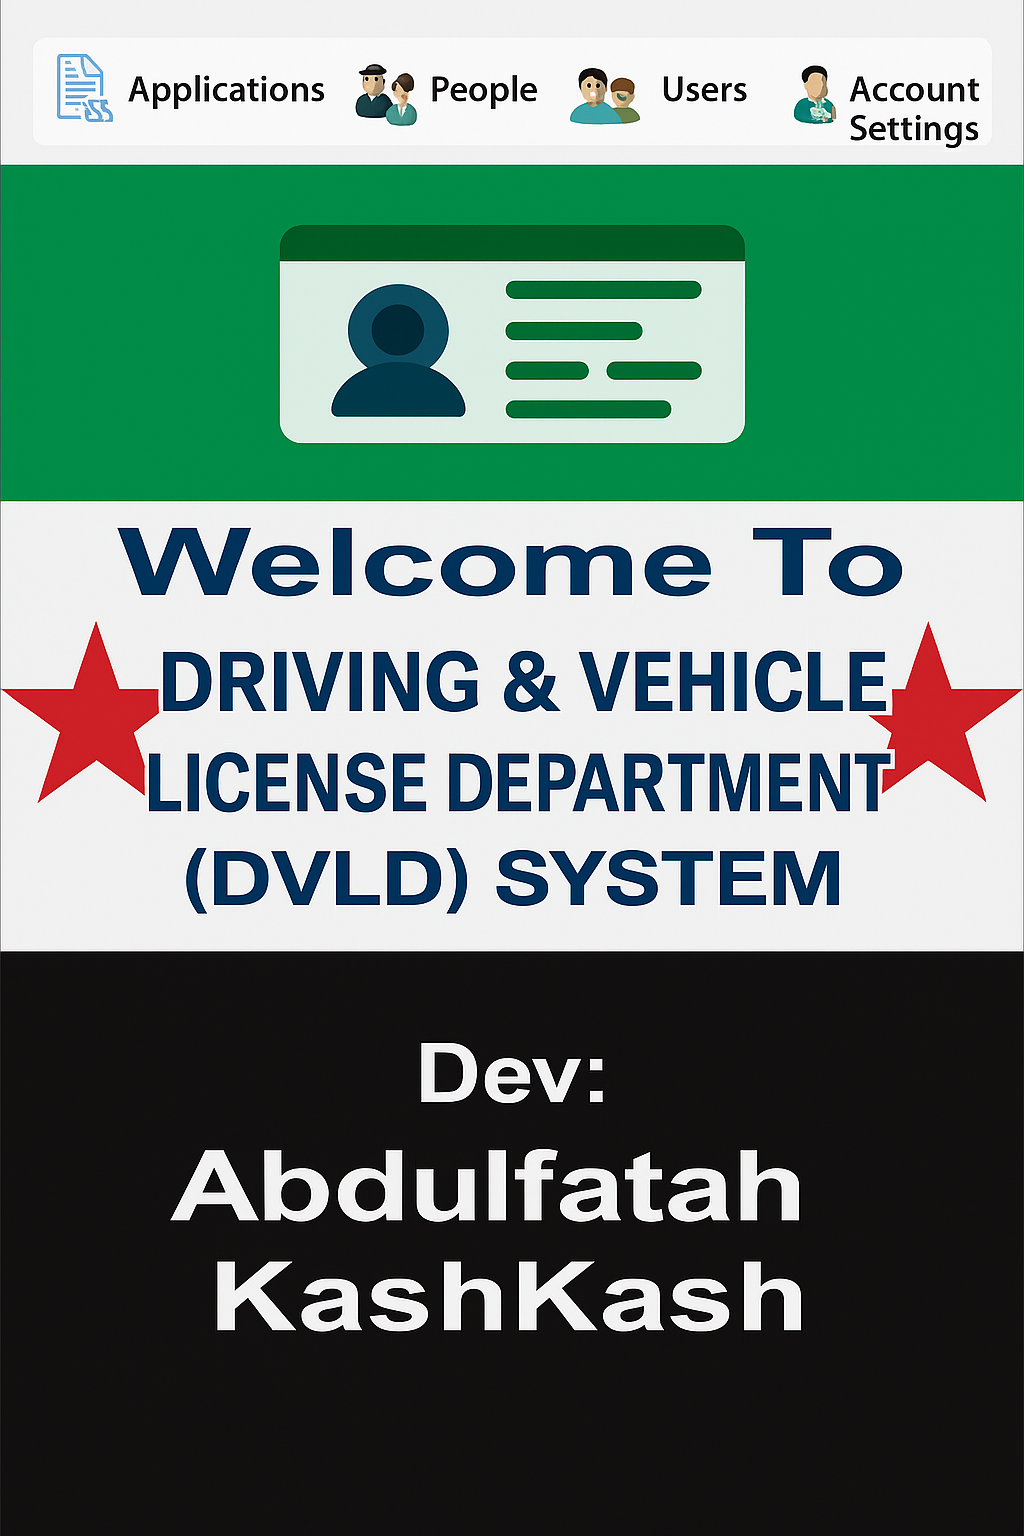 Applications People Users Account Settings
Welcome To
DRIVING & VEHICLE
LICENSE DEPARTMENT
(DVLD) SYSTEM
Dev:
Abdulfatah
KashKash